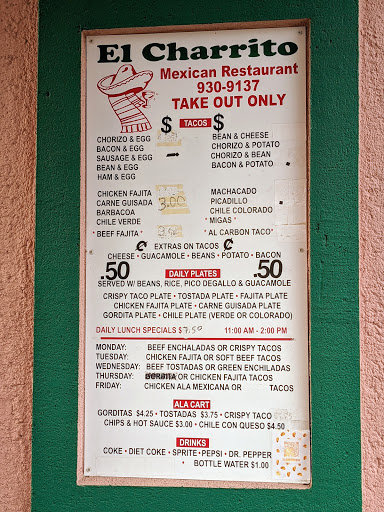 El Charrito
Mexican Restaurant
930-9137
TAKE OUT ONLY
$ TACOS $
CHORIZO & EGG
BACON & EGG
SAUSAGE & EGG
BEAN & EGG
HAM & EGG
BEAN & CHEESE
CHORIZO & POTATO
CHORIZO & BEAN
BACON & POTATO
CHICKEN FAJITA
CARNE GUISADA 3.00
BARBACOA
CHILE VERDE
* BEEF FAJITA *
MACHACADO
PICADILLO
CHILE COLORADO
* MIGAS *
* AL CARBON TACO*
¢ EXTRAS ON TACOS ¢
CHEESE • GUACAMOLE • BEANS • POTATO • BACON
.50 DAILY PLATES .50
SERVED W/ BEANS, RICE, PICO DEGALLO & GUACAMOLE
CRISPY TACO PLATE • TOSTADA PLATE • FAJITA PLATE
CHICKEN FAJITA PLATE • CARNE GUISADA PLATE
GORDITA PLATE • CHILE PLATE (VERDE OR COLORADO)
DAILY LUNCH SPECIALS $7.50 11:00 AM - 2:00 PM
MONDAY: BEEF ENCHALADAS OR CRISPY TACOS
TUESDAY: CHICKEN FAJITA OR SOFT BEEF TACOS
WEDNESDAY: BEEF TOSTADAS OR GREEN ENCHILADAS
THURSDAY: OR CHICKEN FAJITA TACOS
FRIDAY: CHICKEN ALA MEXICANA OR TACOS
ALA CART
GORDITAS $4.25 • TOSTADAS $3.75 • CRISPY TACO
CHIPS & HOT SAUCE $3.00 • CHILE CON QUESO $4.50
DRINKS
COKE • DIET COKE • SPRITE • PEPSI • DR. PEPPER
BOTTLE WATER $1.00